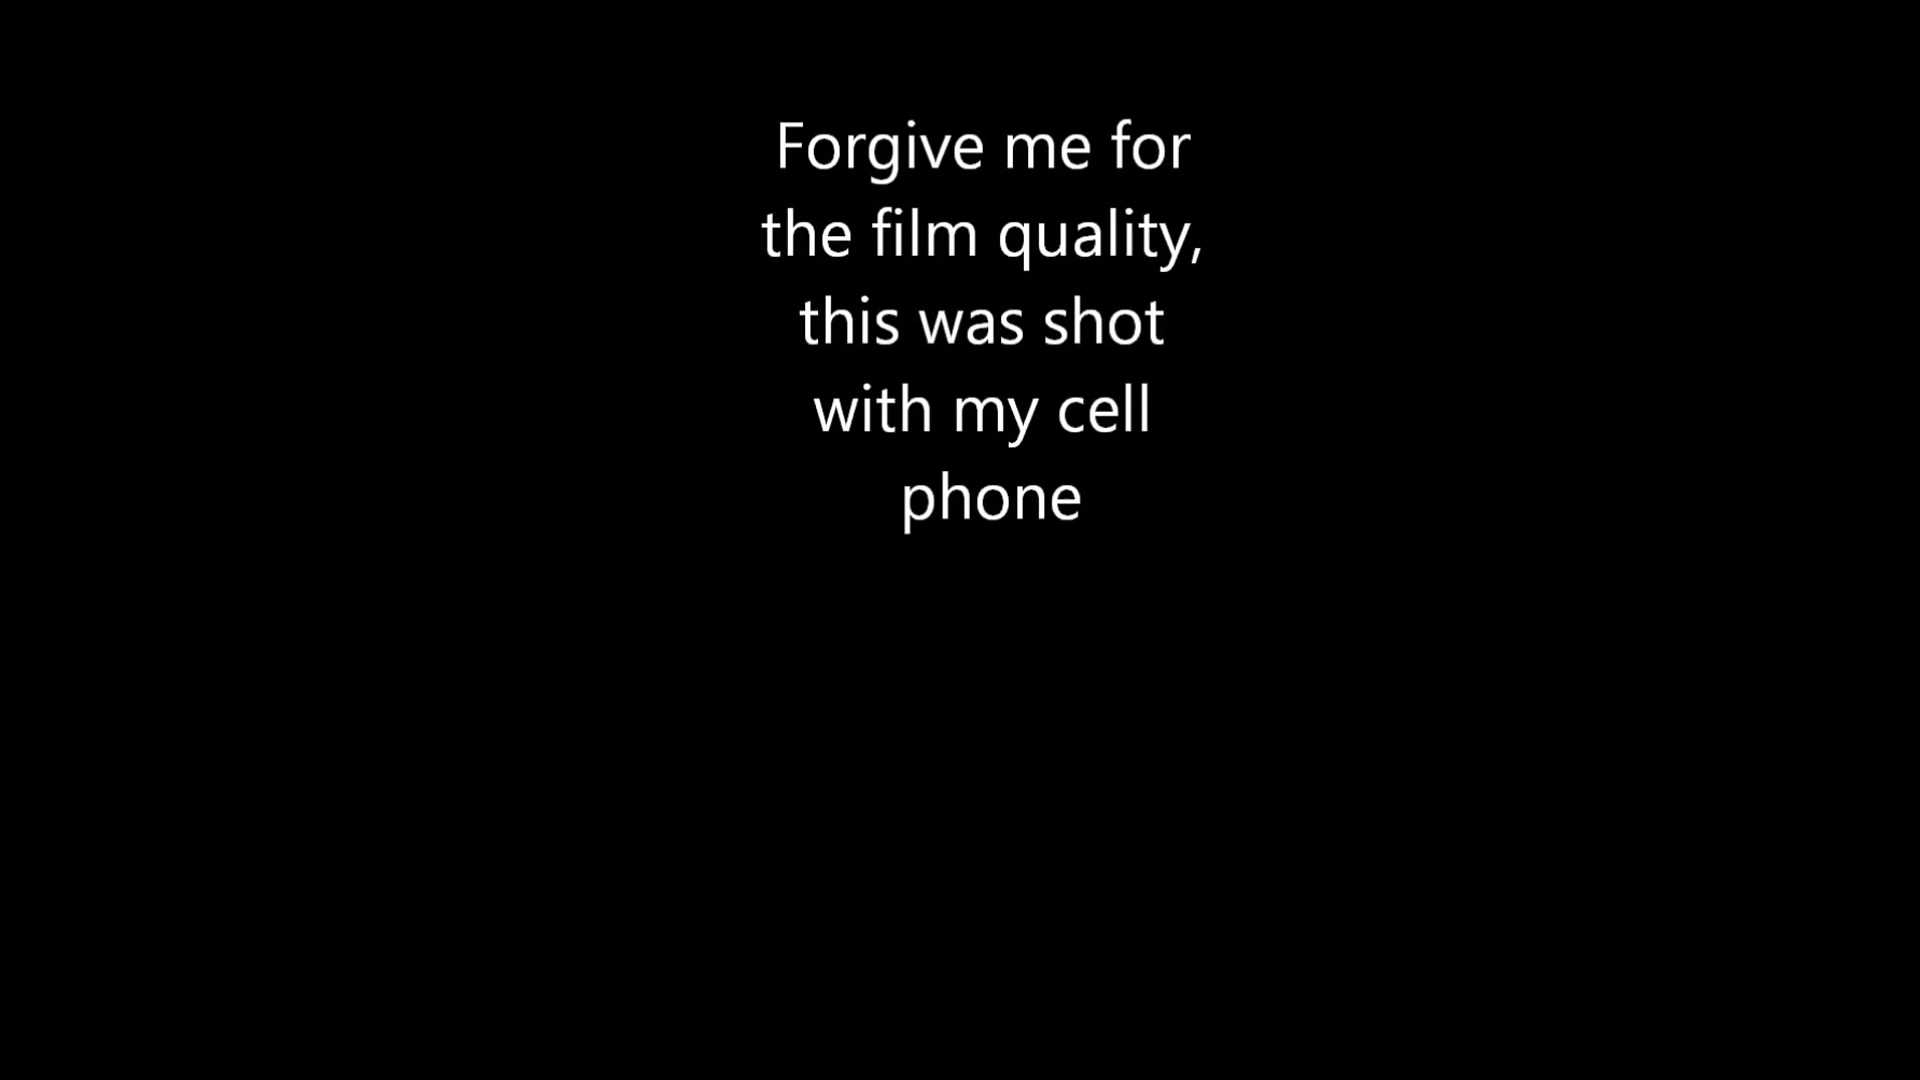 Forgive me for
the film quality,
this was shot
with my cell
phone